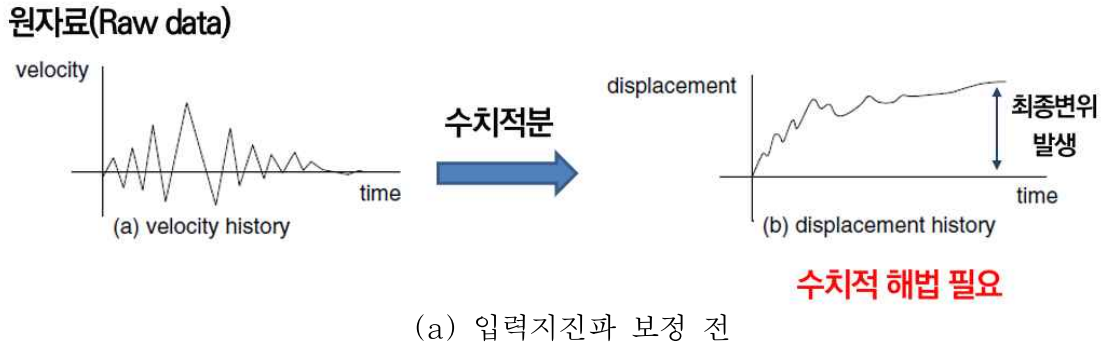 원자료(Raw data)
velocity
time
(a) velocity history
수치적분
displacement
최종변위
발생
time
(b) displacement history
수치적 해법 필요
(a) 입력지진파 보정 전